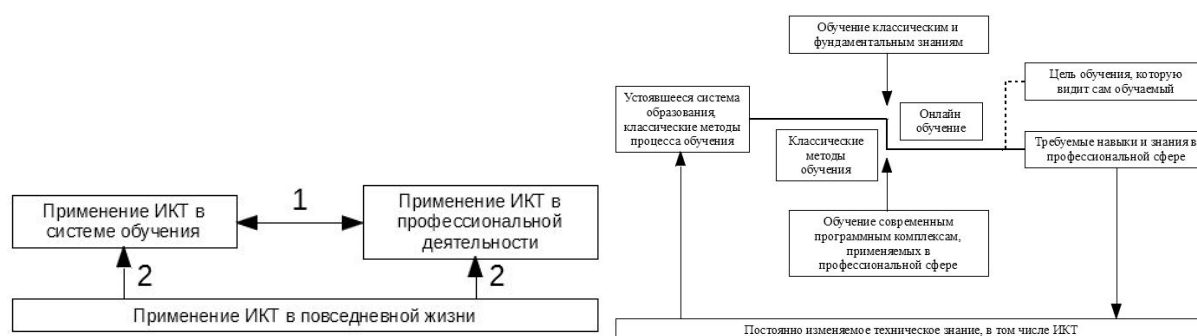 Применение ИКТ в
системе обучения
1
Применение ИКТ в
профессиональной
деятельности
2
2
Применение ИКТ в повседневной жизни
Обучение классическим и
фундаментальным знаниям
Устоявшееся система
образования,
классические методы
процесса обучения
Онлайн
обучение
Классические
методы
обучения
Цель обучения, которую
видит сам обучаемый
Требуемые навыки и знания в
профессиональной сфере
Обучение современным
программным комплексам,
применяемых в
профессиональной сфере
Постоянно изменяемое техническое знание, в том числе ИКТ